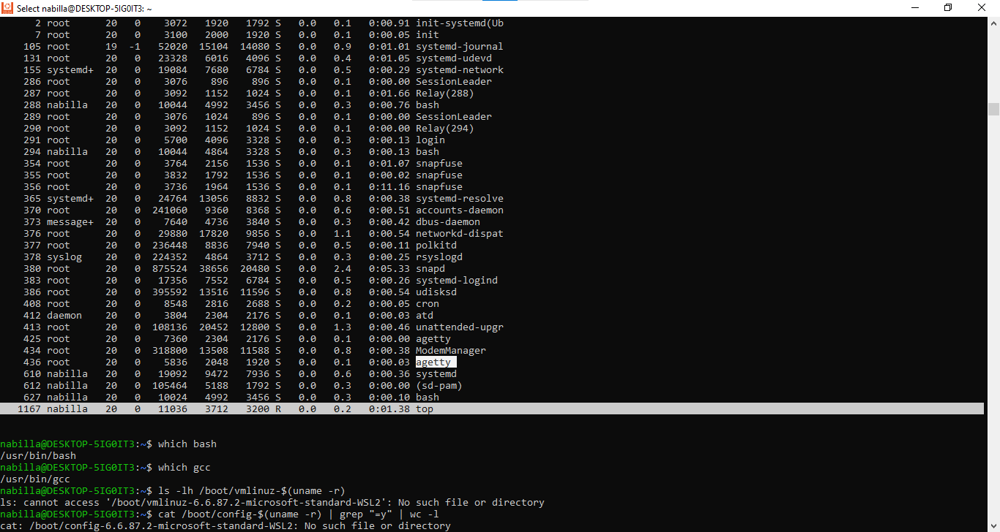 Select nabilla@DESKTOP-5IG0IT3: ~
2 root 20 0 3072 1920 1792 S 0.0 0.1 0:00.91 init-systemd(Ub
7 root 20 0 3100 2000 1920 S 0.0 0.1 0:00.05 init
105 root 19 -1 52020 15104 14080 S 0.0 0.9 0:01.01 systemd-journal
131 root 20 0 23328 6016 4096 S 0.0 0.4 0:01.05 systemd-udevd
155 systemd+ 20 0 19084 7680 6784 S 0.0 0.5 0:00.29 systemd-network
286 root 20 0 3076 896 896 S 0.0 0.1 0:00.00 SessionLeader
287 root 20 0 3092 1152 1024 S 0.0 0.1 0:01.66 Relay(288)
288 nabilla 20 0 10044 4992 3456 S 0.0 0.3 0:00.76 bash
289 root 20 0 3076 1024 896 S 0.0 0.1 0:00.00 SessionLeader
290 root 20 0 3092 1152 1024 S 0.0 0.1 0:00.00 Relay(294)
291 root 20 0 5700 4096 3328 S 0.0 0.3 0:00.13 login
294 nabilla 20 0 10044 4864 3328 S 0.0 0.3 0:00.13 bash
354 root 20 0 3764 2156 1536 S 0.0 0.1 0:01.07 snapfuse
355 root 20 0 3832 1792 1536 S 0.0 0.1 0:00.02 snapfuse
356 root 20 0 3736 1964 1536 S 0.0 0.1 0:11.16 snapfuse
365 systemd+ 20 0 24764 13056 8832 S 0.0 0.8 0:00.38 systemd-resolve
370 root 20 0 241060 9360 8368 S 0.0 0.6 0:00.51 accounts-daemon
373 message+ 20 0 7640 4736 3840 S 0.0 0.3 0:00.42 dbus-daemon
376 root 20 0 29880 17820 9856 S 0.0 1.1 0:00.54 networkd-dispat
377 root 20 0 236448 8836 7940 S 0.0 0.5 0:00.11 polkitd
378 syslog 20 0 224352 4864 3712 S 0.0 0.3 0:00.25 rsyslogd
380 root 20 0 875524 38656 20480 S 0.0 2.4 0:05.33 snapd
383 root 20 0 17356 7552 6784 S 0.0 0.5 0:00.26 systemd-logind
386 root 20 0 395592 13516 11596 S 0.0 0.8 0:00.54 udisksd
408 root 20 0 8548 2816 2688 S 0.0 0.2 0:00.05 cron
412 daemon 20 0 3804 2304 2176 S 0.0 0.1 0:00.03 atd
413 root 20 0 108136 20452 12800 S 0.0 1.3 0:00.46 unattended-upgr
425 root 20 0 7360 2304 2176 S 0.0 0.1 0:00.00 agetty
434 root 20 0 318800 13508 11588 S 0.0 0.8 0:00.38 ModemManager
436 root 20 0 5836 2048 1920 S 0.0 0.1 0:00.03 agetty
610 nabilla 20 0 19092 9472 7936 S 0.0 0.6 0:00.36 systemd
612 nabilla 20 0 105464 5188 1792 S 0.0 0.3 0:00.00 (sd-pam)
627 nabilla 20 0 10024 4992 3456 S 0.0 0.3 0:00.10 bash
1167 nabilla 20 0 11036 3712 3200 R 0.0 0.2 0:01.38 top
nabilla@DESKTOP-5IG0IT3:~$ which bash
/usr/bin/bash
nabilla@DESKTOP-5IG0IT3:~$ which gcc
/usr/bin/gcc
nabilla@DESKTOP-5IG0IT3:~$ ls -lh /boot/vmlinuz-$(uname -r)
ls: cannot access '/boot/vmlinuz-6.6.87.2-microsoft-standard-WSL2': No such file or directory
nabilla@DESKTOP-5IG0IT3:~$ cat /boot/config-$(uname -r) | grep "=y" | wc -l
cat: /boot/config-6.6.87.2-microsoft-standard-WSL2: No such file or directory